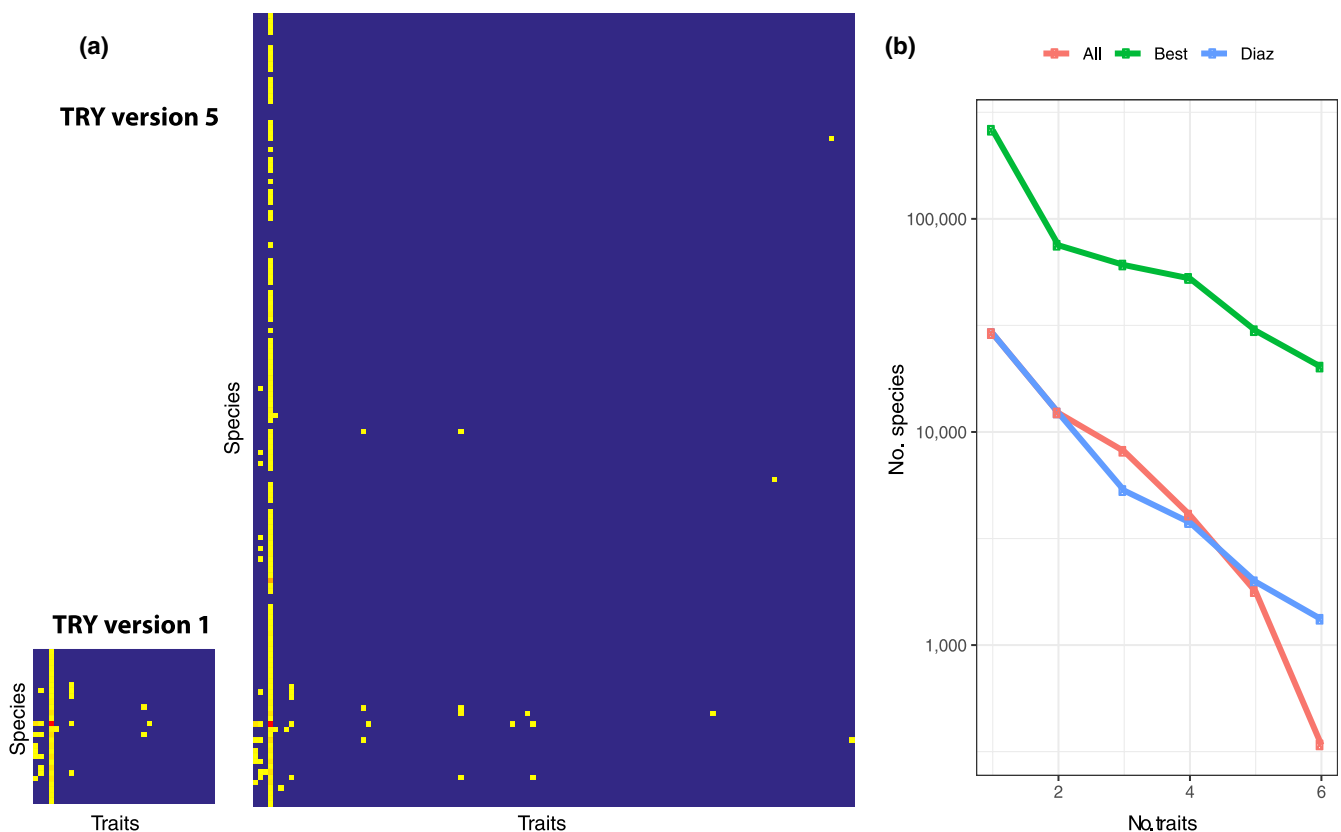 (a)
TRY version 5
Species
Traits
TRY version 1
Species
Traits
(b)
All Best Diaz
100,000
10,000
1,000
No. species
2 4 6
No. traits